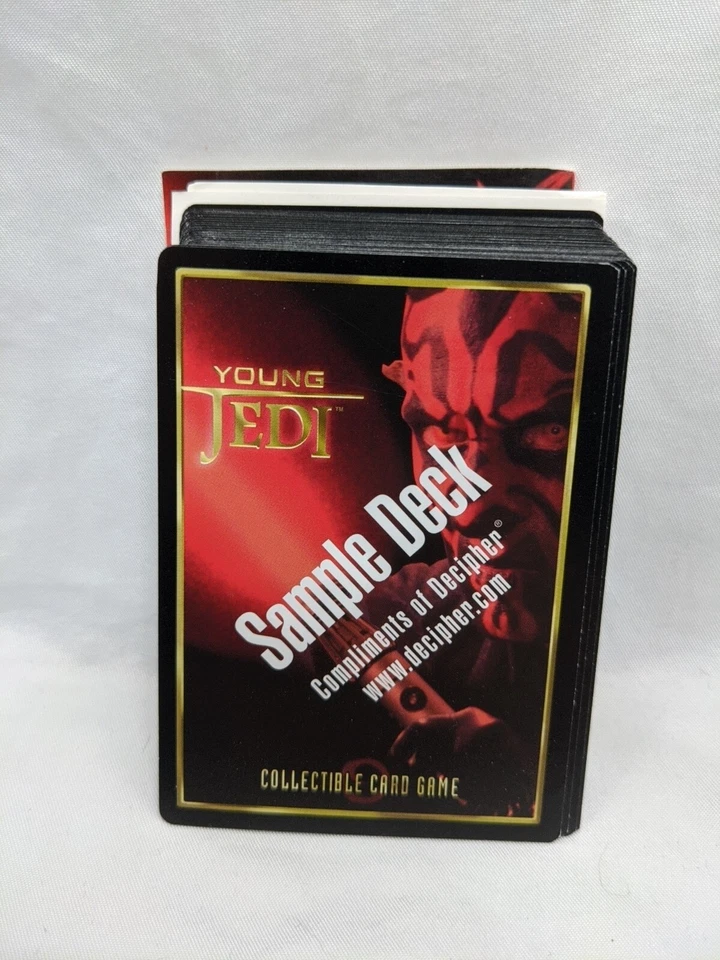 YOUNG
JEDI™
Sample Deck
Compliments of Decipher®
www.decipher.com
COLLECTIBLE CARD GAME